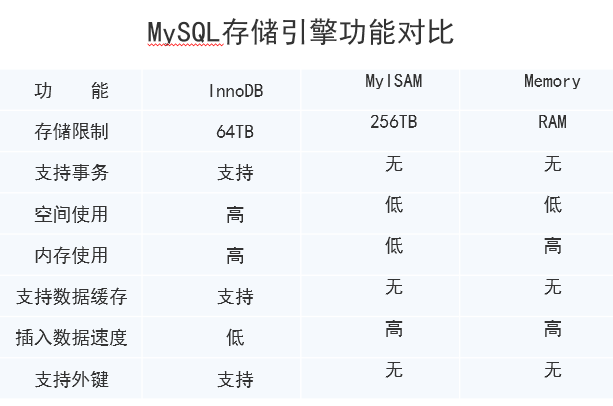 MySQL存储引擎功能对比
功 能 InnoDB MyISAM Memory
存储限制 64TB 256TB RAM
支持事务 支持 无 无
空间使用 高 低 低
内存使用 高 低 高
支持数据缓存 支持 无 无
插入数据速度 低 高 高
支持外键 支持 无 无